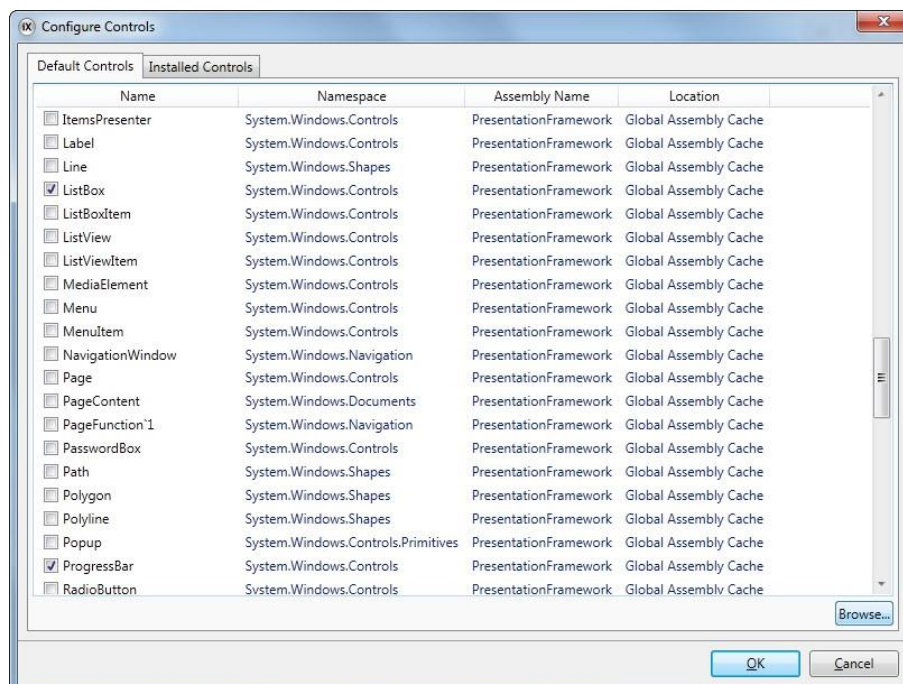 iX Configure Controls
Default Controls Installed Controls
Name Namespace Assembly Name Location
ItemsPresenter System.Windows.Controls PresentationFramework Global Assembly Cache
Label System.Windows.Controls PresentationFramework Global Assembly Cache
Line System.Windows.Shapes PresentationFramework Global Assembly Cache
ListBox System.Windows.Controls PresentationFramework Global Assembly Cache
ListBoxItem System.Windows.Controls PresentationFramework Global Assembly Cache
ListView System.Windows.Controls PresentationFramework Global Assembly Cache
ListViewItem System.Windows.Controls PresentationFramework Global Assembly Cache
MediaElement System.Windows.Controls PresentationFramework Global Assembly Cache
Menu System.Windows.Controls PresentationFramework Global Assembly Cache
MenuItem System.Windows.Controls PresentationFramework Global Assembly Cache
NavigationWindow System.Windows.Navigation PresentationFramework Global Assembly Cache
Page System.Windows.Controls PresentationFramework Global Assembly Cache
PageContent System.Windows.Documents PresentationFramework Global Assembly Cache
PageFunction`1 System.Windows.Navigation PresentationFramework Global Assembly Cache
PasswordBox System.Windows.Controls PresentationFramework Global Assembly Cache
Path System.Windows.Shapes PresentationFramework Global Assembly Cache
Polygon System.Windows.Shapes PresentationFramework Global Assembly Cache
Polyline System.Windows.Shapes PresentationFramework Global Assembly Cache
Popup System.Windows.Controls.Primitives PresentationFramework Global Assembly Cache
ProgressBar System.Windows.Controls PresentationFramework Global Assembly Cache
RadioButton System.Windows.Controls PresentationFramework Global Assembly Cache
Browse...
OK Cancel